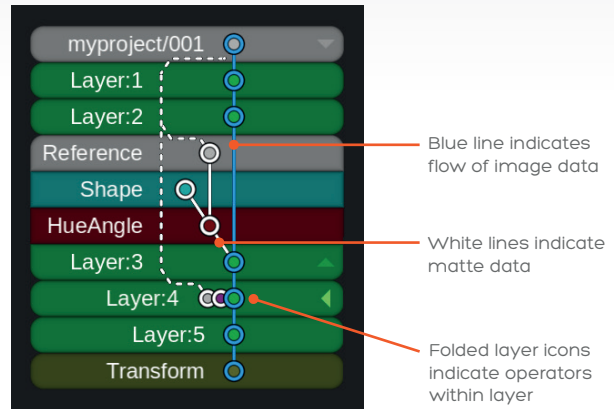 myproject/001
Layer:1
Layer:2
Reference
Shape
HueAngle
Layer:3
Layer:4
Layer:5
Transform
Blue line indicates
flow of image data
White lines indicate
matte data
Folded layer icons
indicate operators
within layer